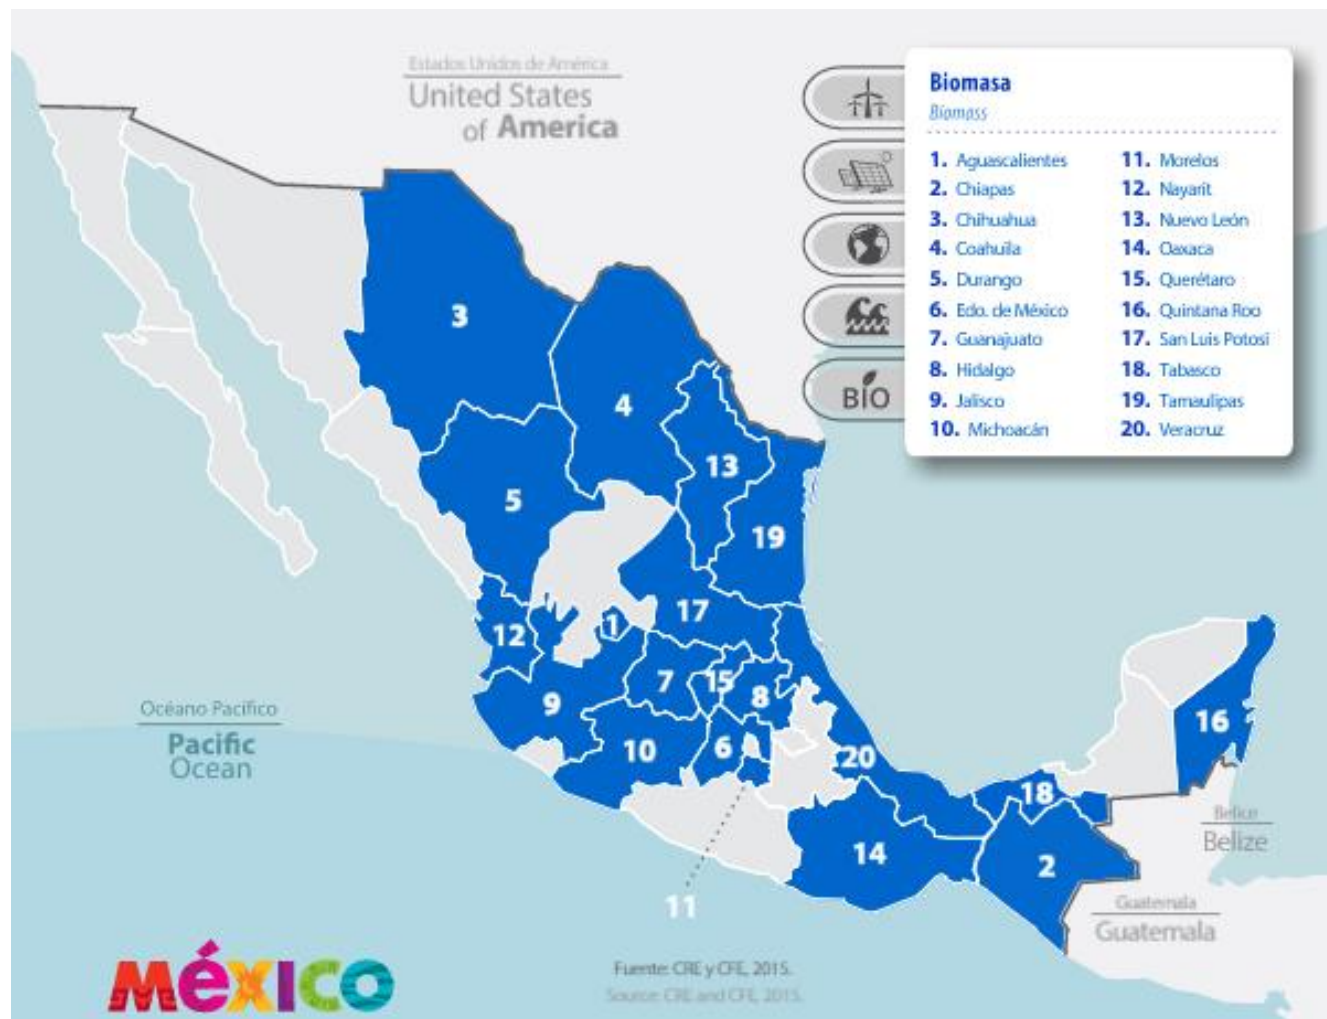 Estados Unidos de América
United States
of America
Biomasa
Biomass
1. Aguascalientes
2. Chiapas
3. Chihuahua
4. Coahuila
5. Durango
6. Edo. de México
7. Guanajuato
8. Hidalgo
9. Jalisco
10. Michoacán
11. Morelos
12. Nayarit
13. Nuevo León
14. Oaxaca
15. Querétaro
16. Quintana Roo
17. San Luis Potosi
18. Tabasco
19. Tamaulipas
20. Veracruz
BIO
3
4
13
5
19
17
1
12
7
15
8
9
16
10
6
20
18
14
2
11
Océano Pacífico
Pacific
Ocean
Belice
Belize
Guatemala
Guatemala
México
Fuente: CRE y CFE, 2015.
Source: CRE and CFE, 2015.